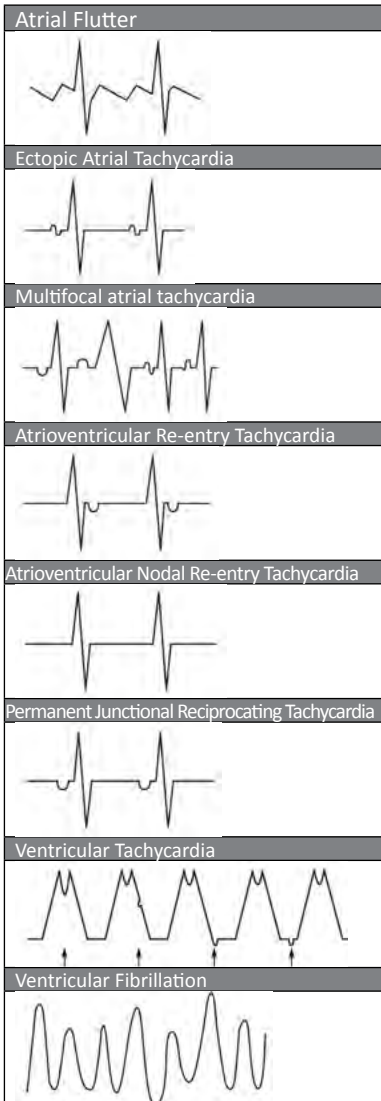 Atrial Flutter
Ectopic Atrial Tachycardia
Multifocal atrial tachycardia
Atrioventricular Re-entry Tachycardia
Atrioventricular Nodal Re-entry Tachycardia
Permanent Junctional Reciprocating Tachycardia
Ventricular Tachycardia
Ventricular Fibrillation